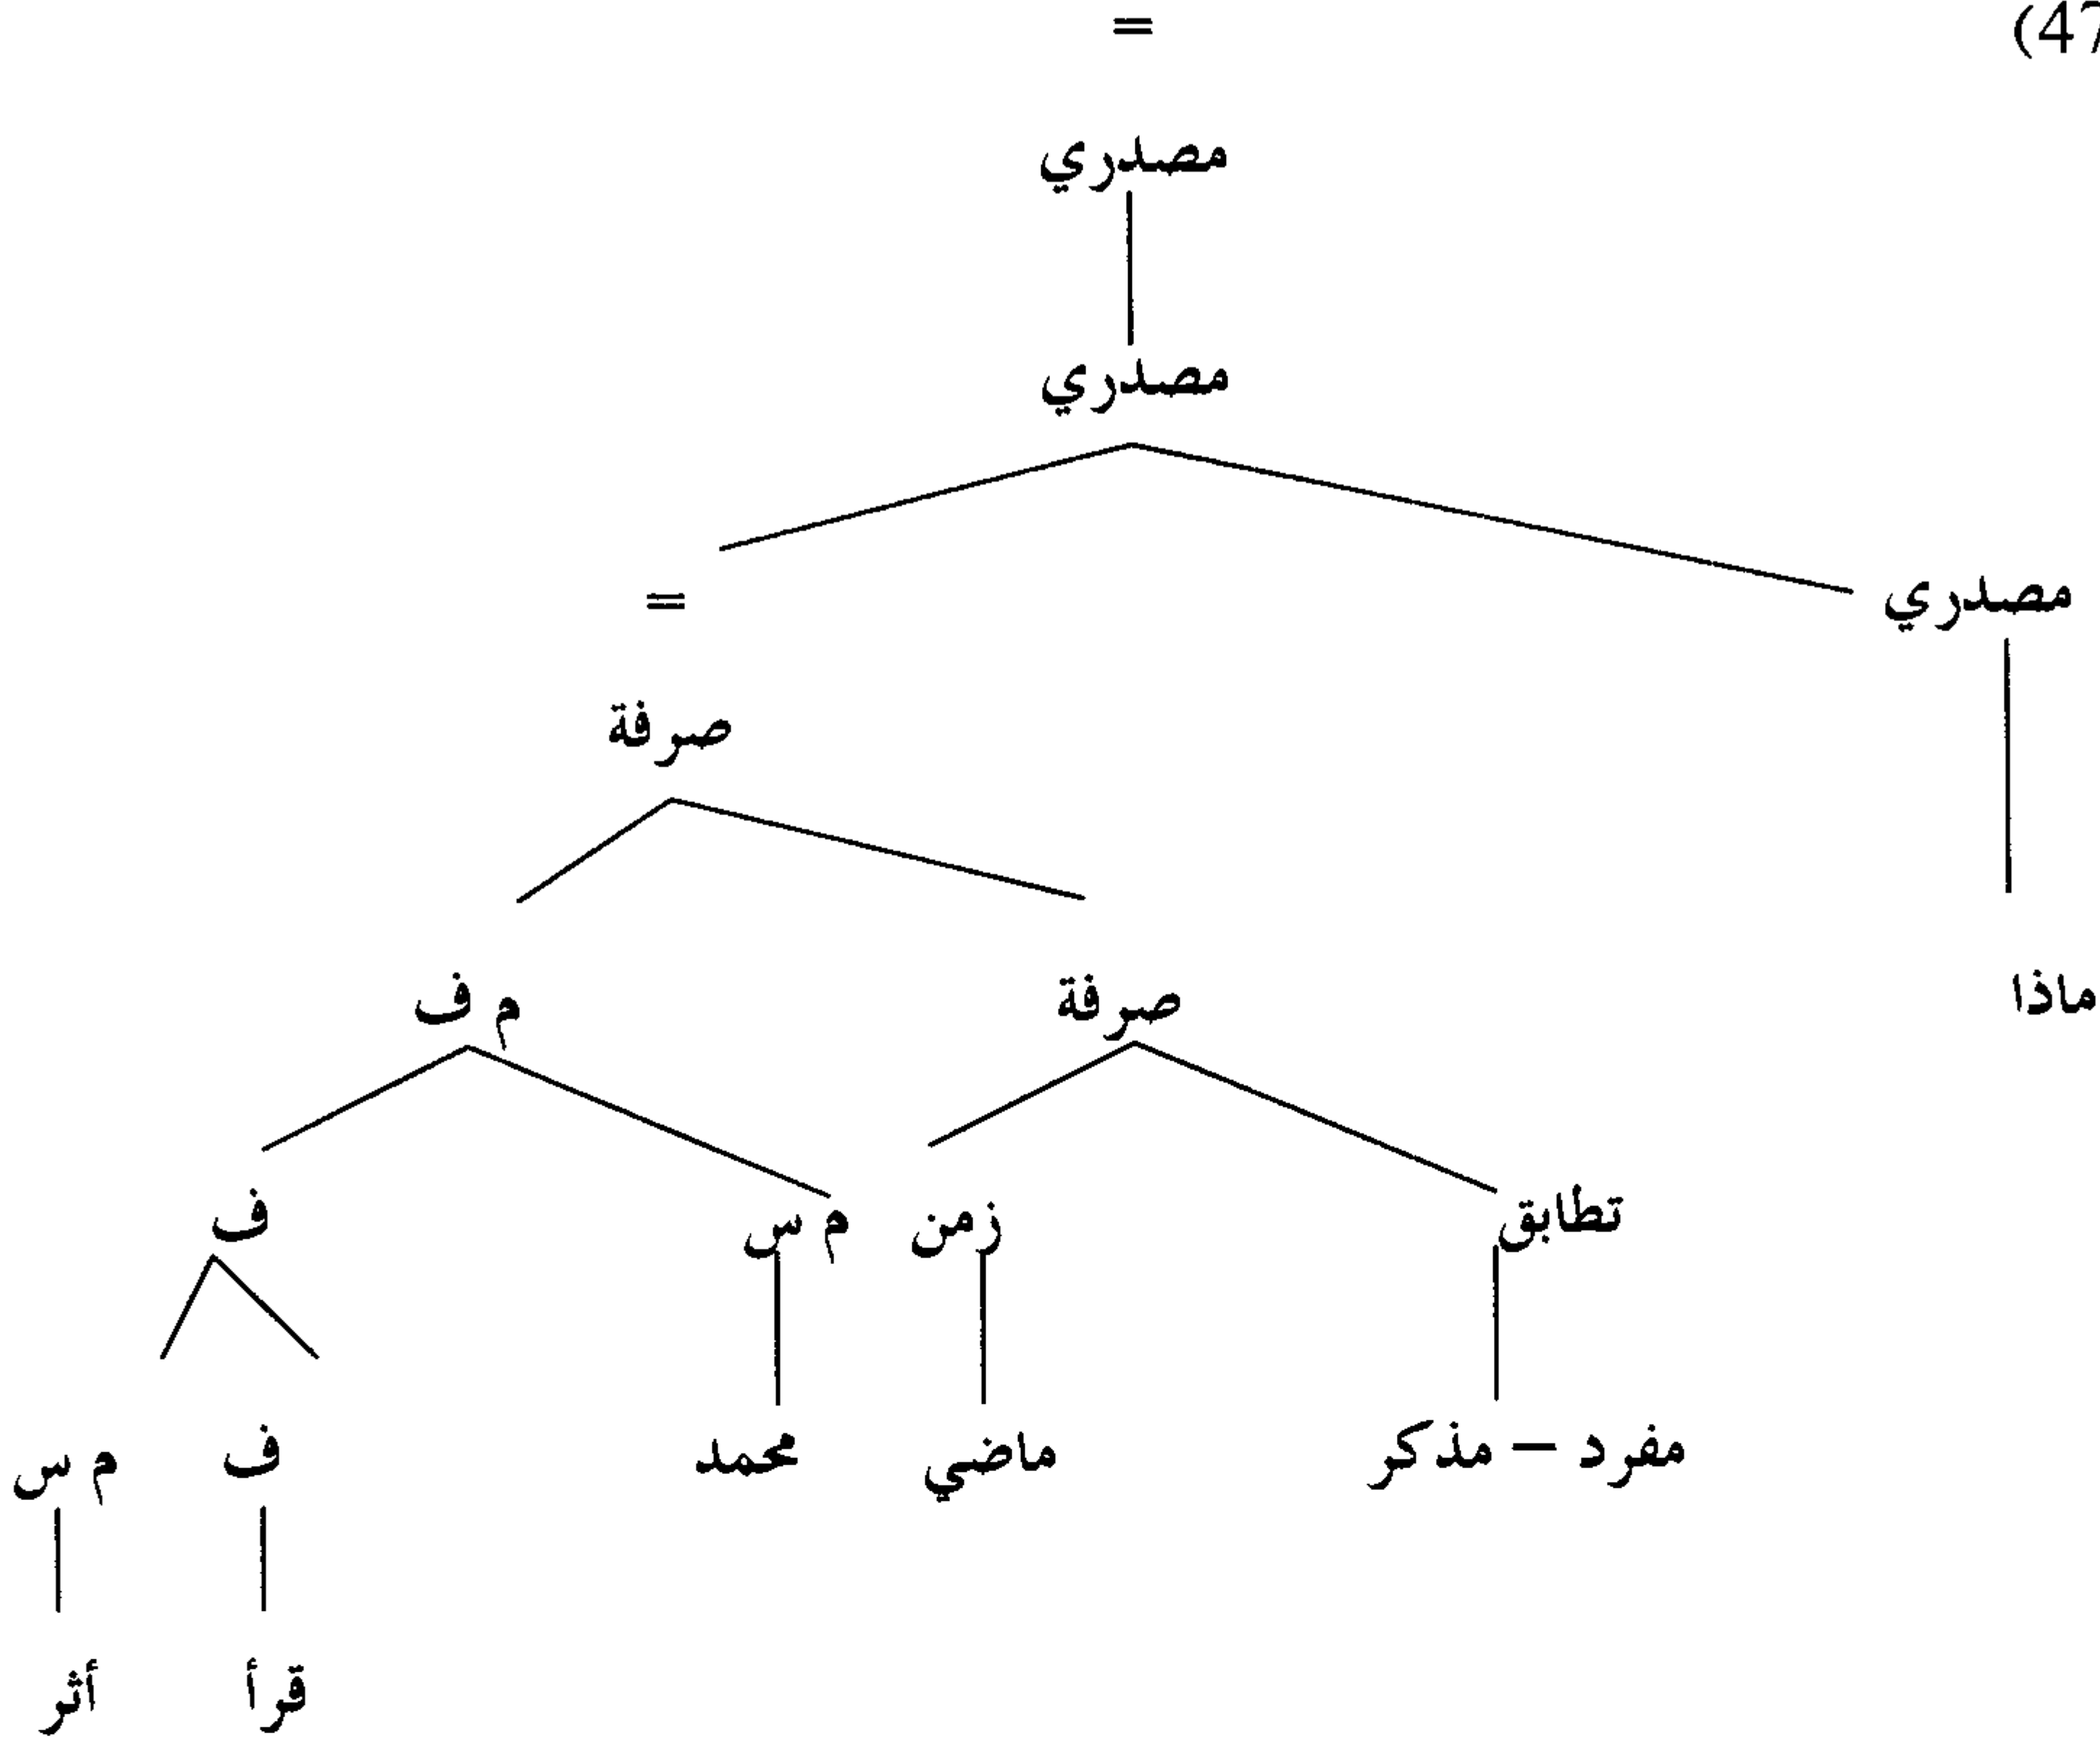 (47 =
مصدري
مصدري
مصدري =
صرفة
ماذا صرفة م ف
تطابق زمن م س ف
مفرد – مذكر ماضي محمد ف م س
قرأ أثر